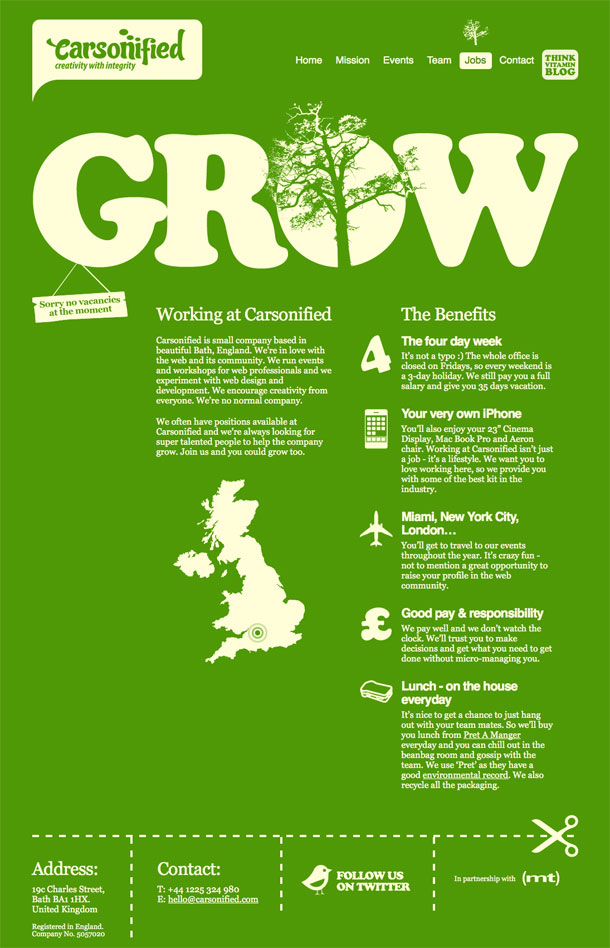 Carsonified
creativity with integrity
Home Mission Events Team Jobs Contact
THINK
VITAMIN
BLOG
GROW
Sorry no vacancies
at the moment
Working at Carsonified
Carsonified is small company based in
beautiful Bath, England. We're in love with
the web and its community. We run events
and workshops for web professionals and we
experiment with web design and
development. We encourage creativity from
everyone. We're no normal company.
We often have positions available at
Carsonified and we're always looking for
super talented people to help the company
grow. Join us and you could grow too.
The Benefits
4
The four day week
It's not a typo :) The whole office is
closed on Fridays, so every weekend is
a 3-day holiday. We still pay you a full
salary and give you 35 days vacation.
Your very own iPhone
You'll also enjoy your 23" Cinema
Display, Mac Book Pro and Aeron
chair. Working at Carsonified isn't just
a job - it's a lifestyle. We want you to
love working here, so we provide you
with some of the best kit in the
industry.
Miami, New York City,
London...
You'll get to travel to our events
throughout the year. It's crazy fun -
not to mention a great opportunity to
raise your profile in the web
community.
£
Good pay & responsibility
We pay well and we don't watch the
clock. We'll trust you to make
decisions and get what you need to get
done without micro-managing you.
Lunch - on the house
everyday
It's nice to get a chance to just hang
out with your team mates. So we'll buy
you lunch from Pret A Manger
everyday and you can chill out in the
beanbag room and gossip with the
team. We use 'Pret' as they have a
good environmental record. We also
recycle all the packaging.
Address:
19c Charles Street,
Bath BA1 1HX.
United Kingdom
Registered in England.
Company No. 5057020
Contact:
T: +44 1225 324 980
E: hello@carsonified.com
FOLLOW US
ON TWITTER
In partnership with (mt)